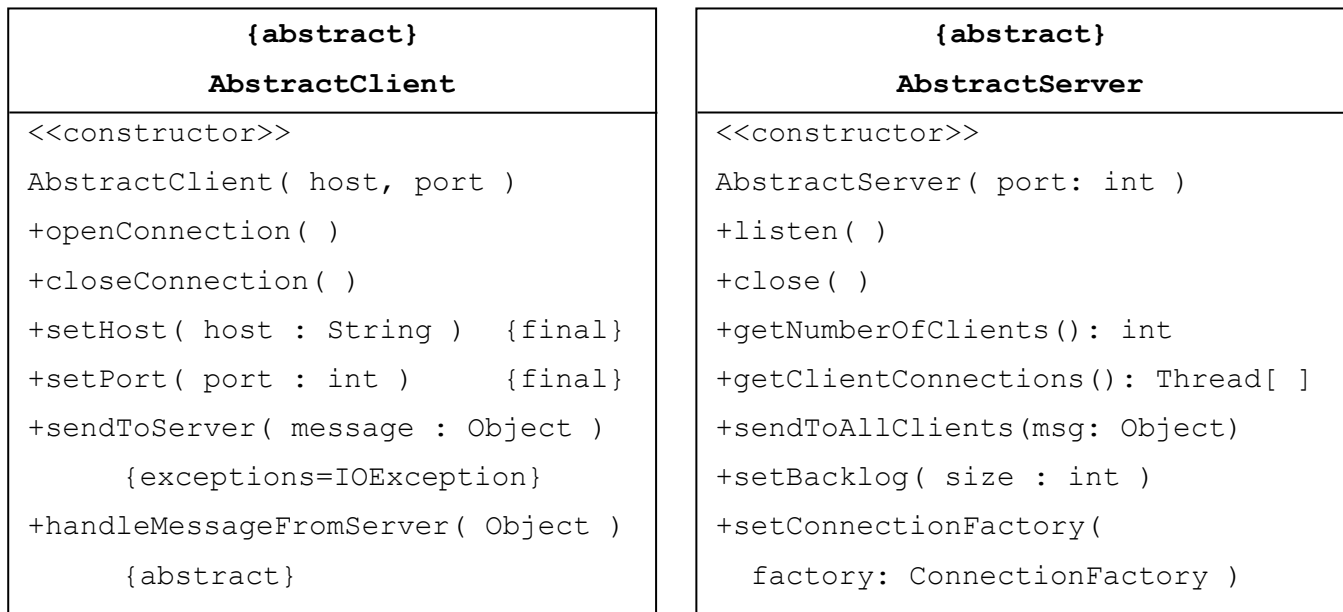 {abstract}
AbstractClient
<<constructor>>
AbstractClient( host, port )
+openConnection( )
+closeConnection( )
+setHost( host : String )  {final}
+setPort( port : int )     {final}
+sendToServer( message : Object )
{exceptions=IOException}
+handleMessageFromServer( Object )
{abstract}
{abstract}
AbstractServer
<<constructor>>
AbstractServer( port: int )
+listen( )
+close( )
+getNumberOfClients(): int
+getClientConnections(): Thread[ ]
+sendToAllClients(msg: Object)
+setBacklog( size : int )
+setConnectionFactory(
factory: ConnectionFactory )